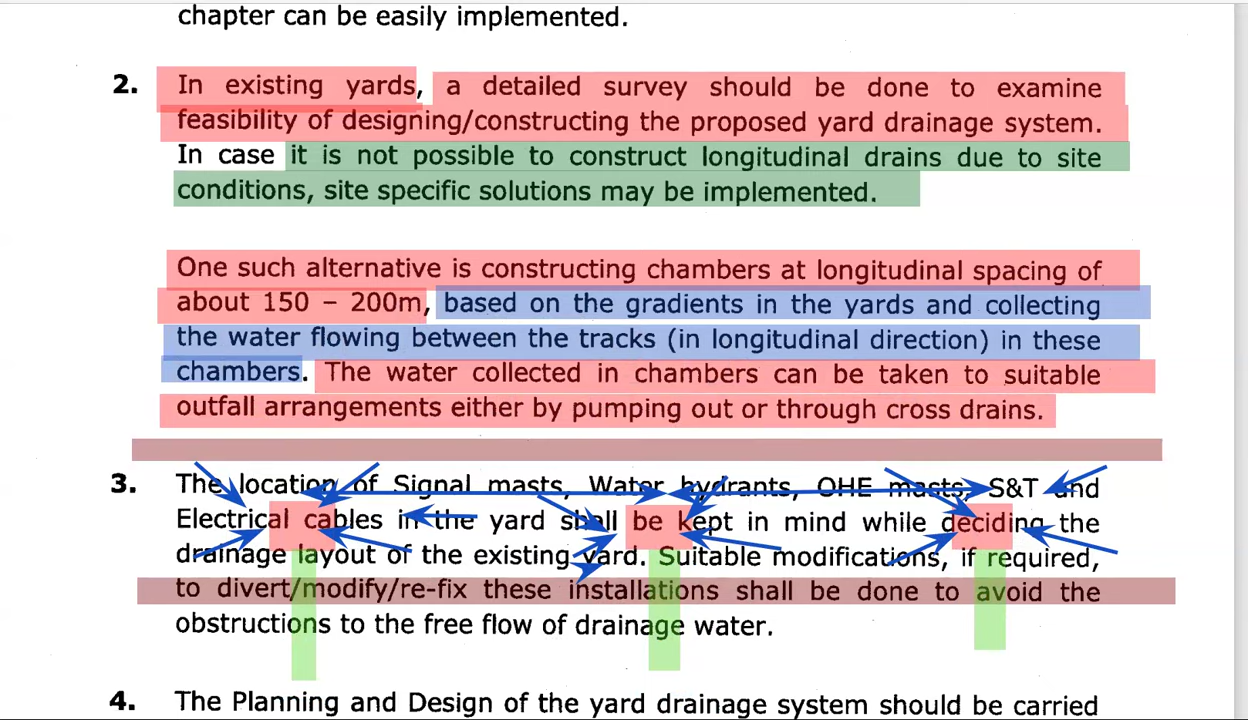 chapter can be easily implemented.
2. In existing yards, a detailed survey should be done to examine
feasibility of designing/constructing the proposed yard drainage system.
In case it is not possible to construct longitudinal drains due to site
conditions, site specific solutions may be implemented.
One such alternative is constructing chambers at longitudinal spacing of
about 150 – 200m, based on the gradients in the yards and collecting
the water flowing between the tracks (in longitudinal direction) in these
chambers. The water collected in chambers can be taken to suitable
outfall arrangements either by pumping out or through cross drains.
3. The location of Signal masts, Water hydrants, OHE masts, S&T and
Electrical cables in the yard shall be kept in mind while deciding the
drainage layout of the existing yard. Suitable modifications, if required,
to divert/modify/re-fix these installations shall be done to avoid the
obstructions to the free flow of drainage water.
4. The Planning and Design of the yard drainage system should be carried